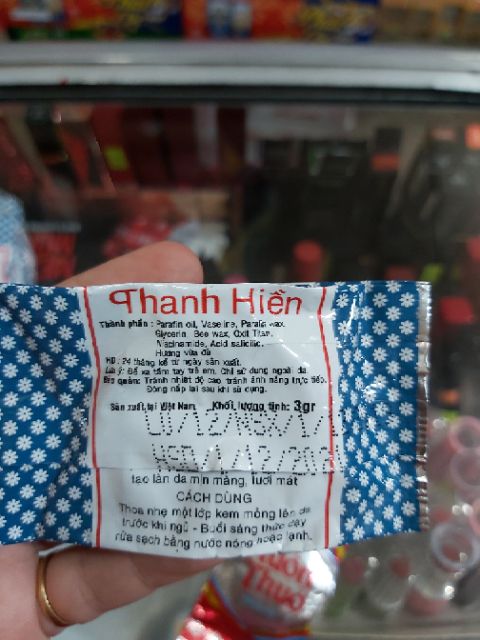 Thanh Hiền
Thành phần : Parafin oil, Vaseline, Parafin wax,
Glycerin, Bee wax, Oxit Titan,
Niacinamide, Acid salicilic.
Hương vừa đủ
HD: 24 tháng kể từ ngày sản xuất.
Lưu ý: Để xa tầm tay trẻ em. Chỉ sử dụng ngoài da.
Bảo quản: Tránh nhiệt độ cao tránh ánh nắng trực tiếp.
Đóng nắp lại sau khi sử dụng.
Sản xuất tại Việt Nam Khối lượng tịnh: 3gr
tạo làn da mịn màng, tươi mát
CÁCH DÙNG
Thoa nhẹ một lớp kem mỏng lên da
trước khi ngủ - Buổi sáng thức dậy
rửa sạch bằng nước nóng hoặc lạnh.